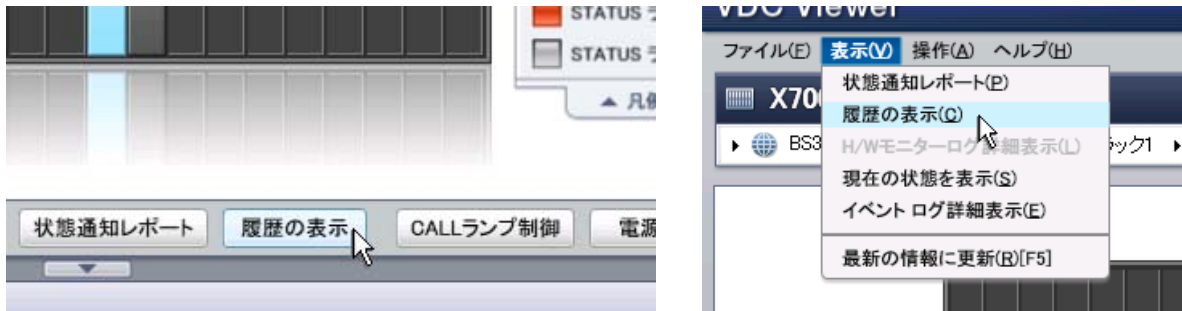 STATUS
STATUS
凡例
状態通知レポート 履歴の表示 CALLランプ制御 電源
VDC Viewer
ファイル(F) 表示(V) 操作(A) ヘルプ(H)
状態通知レポート(P)
X700
履歴の表示(C)
BS3
H/Wモニターログ詳細表示(L)
ラック1
現在の状態を表示(S)
イベント ログ詳細表示(E)
最新の情報に更新(R)[F5]